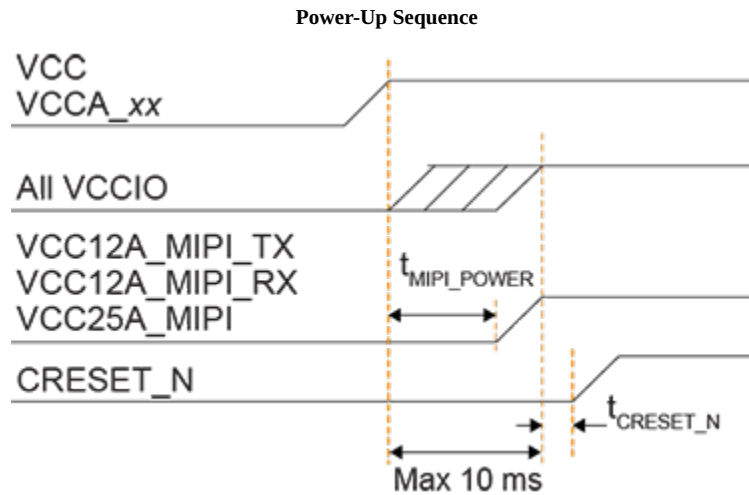 Power-Up Sequence
VCC
VCCA_xx
All VCCIO
VCC12A_MIPI_TX
VCC12A_MIPI_RX
VCC25A_MIPI
tMIPI_POWER
CRESET_N
tCRESET_N
Max 10 ms